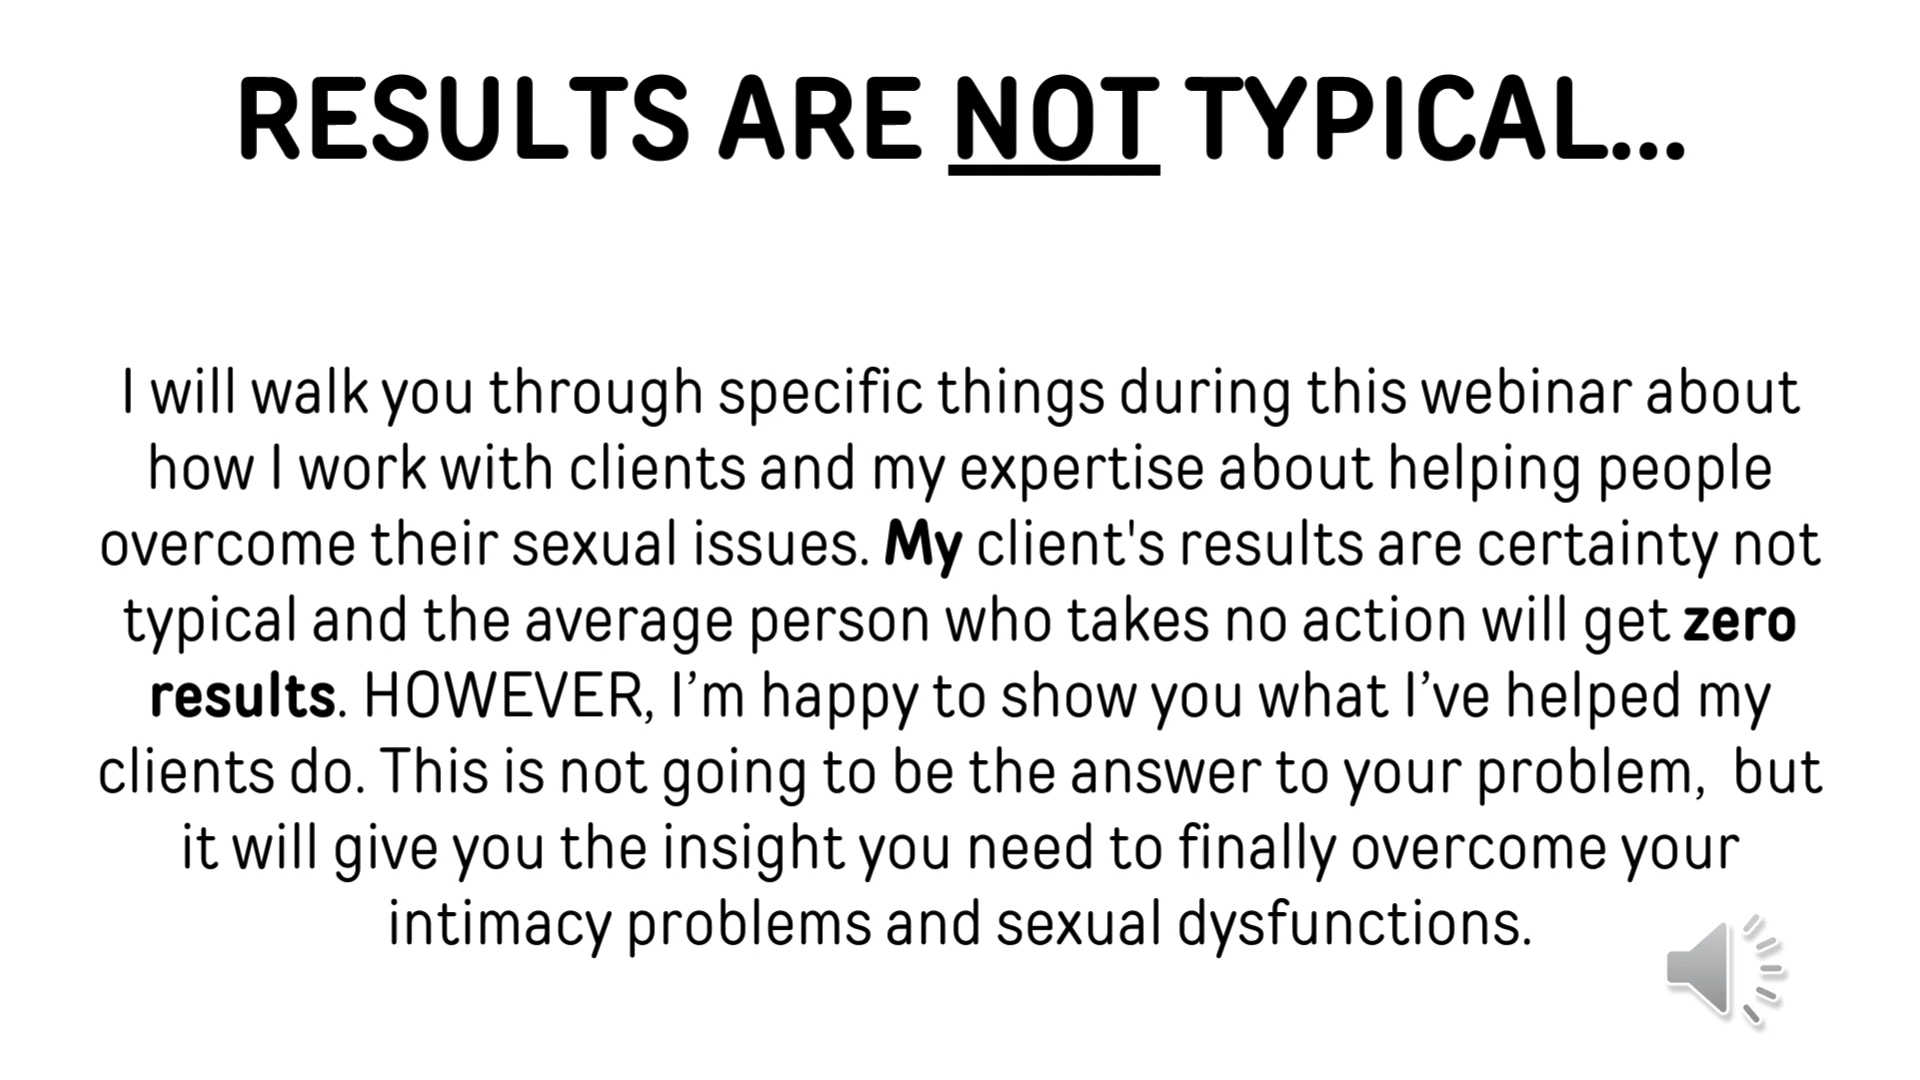 RESULTS ARE NOT TYPICAL...
I will walk you through specific things during this webinar about
how I work with clients and my expertise about helping people
overcome their sexual issues. My client's results are certainty not
typical and the average person who takes no action will get zero
results. HOWEVER, I’m happy to show you what I’ve helped my
clients do. This is not going to be the answer to your problem,  but
it will give you the insight you need to finally overcome your
intimacy problems and sexual dysfunctions.